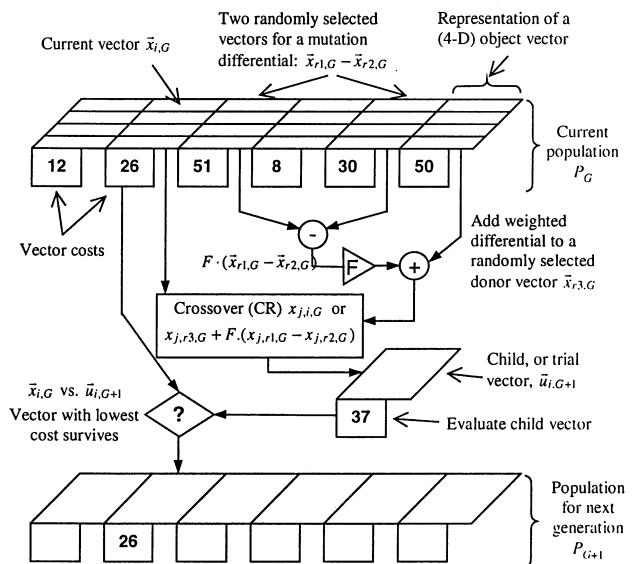 Two randomly selected
vectors for a mutation
differential: x⃗r1,G − x⃗r2,G
Representation of a
(4-D) object vector
Current vector x⃗i,G
12
26
51
8
30
50
Current
population
PG
Vector costs
-
F·(x⃗r1,G − x⃗r2,G)
F
+
Add weighted
differential to a
randomly selected
donor vector x⃗r3,G
Crossover (CR) xj,i,G or
xj,r3,G + F.(xj,r1,G − xj,r2,G)
Child, or trial
vector, u⃗i,G+1
x⃗i,G vs. u⃗i,G+1
Vector with lowest
cost survives
?
37
Evaluate child vector
26
Population
for next
generation
PG+1